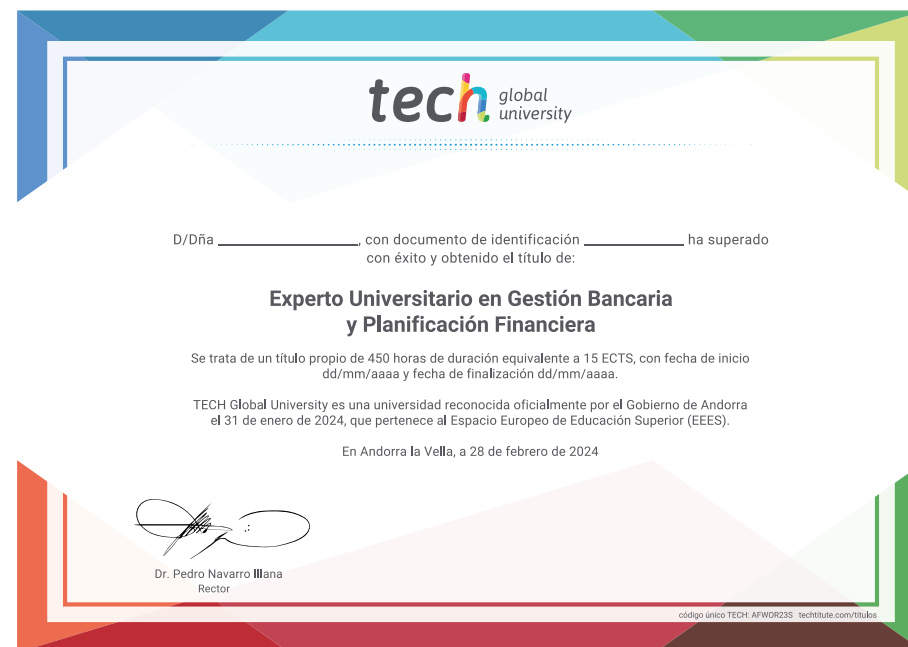 tech global university
D/Dña ____________________, con documento de identificación ______________ ha superado
con éxito y obtenido el título de:
Experto Universitario en Gestión Bancaria
y Planificación Financiera
Se trata de un título propio de 450 horas de duración equivalente a 15 ECTS, con fecha de inicio
dd/mm/aaaa y fecha de finalización dd/mm/aaaa.
TECH Global University es una universidad reconocida oficialmente por el Gobierno de Andorra
el 31 de enero de 2024, que pertenece al Espacio Europeo de Educación Superior (EEES).
En Andorra la Vella, a 28 de febrero de 2024
Dr. Pedro Navarro Illana
Rector
código único TECH: AFWOR23S techtitute.com/titulos